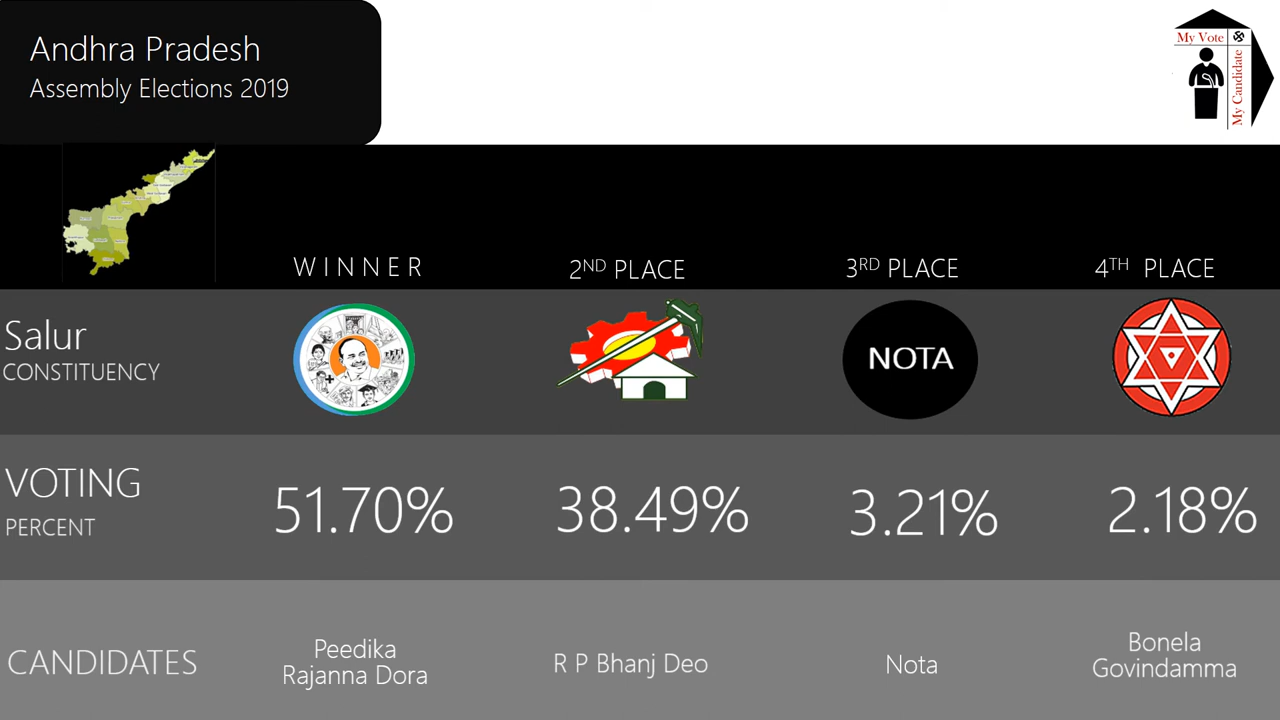 Andhra Pradesh
Assembly Elections 2019
My Vote
My Candidate
WINNER
2ND PLACE
3RD PLACE
4TH PLACE
Salur
CONSTITUENCY
NOTA
VOTING
PERCENT
51.70%
38.49%
3.21%
2.18%
CANDIDATES
Peedika
Rajanna Dora
R P Bhanj Deo
Nota
Bonela
Govindamma